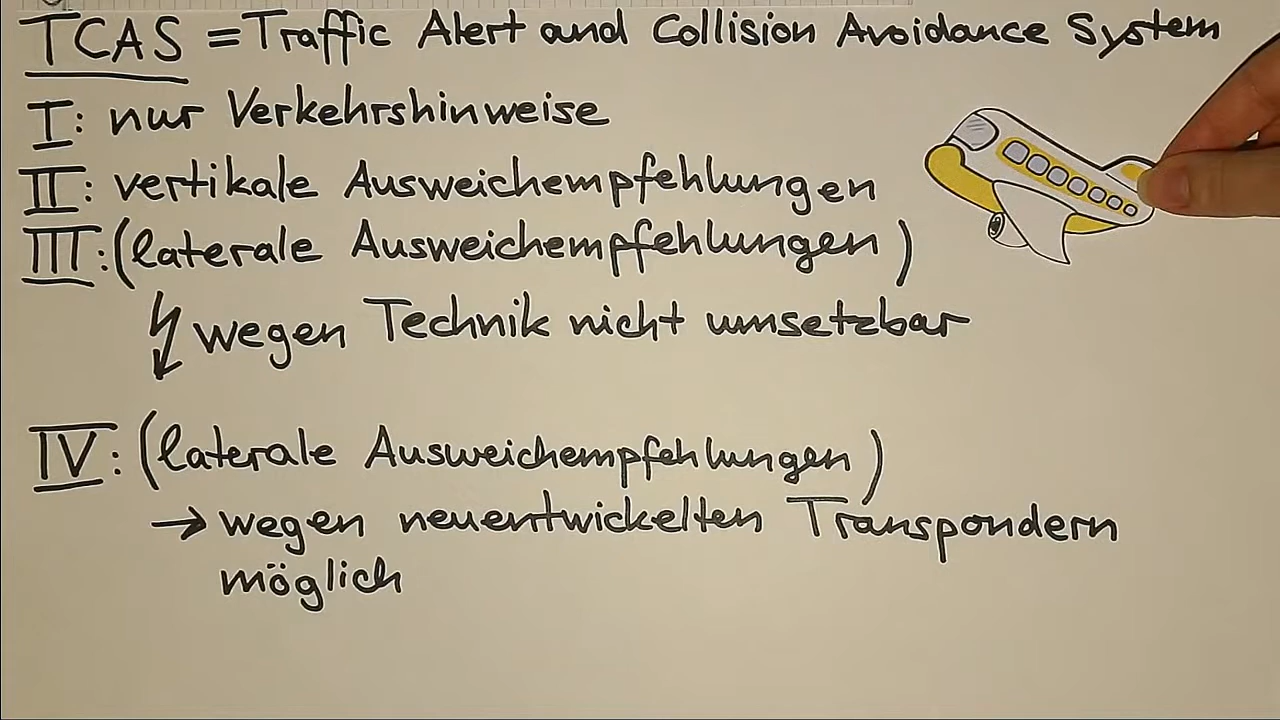 TCAS = Traffic Alert and Collision Avoidance System
I: nur Verkehrshinweise
II: vertikale Ausweichempfehlungen
III: (laterale Ausweichempfehlungen)
wegen Technik nicht umsetzbar
IV: (laterale Ausweichempfehlungen)
→ wegen neuentwickelten Transpondern
möglich